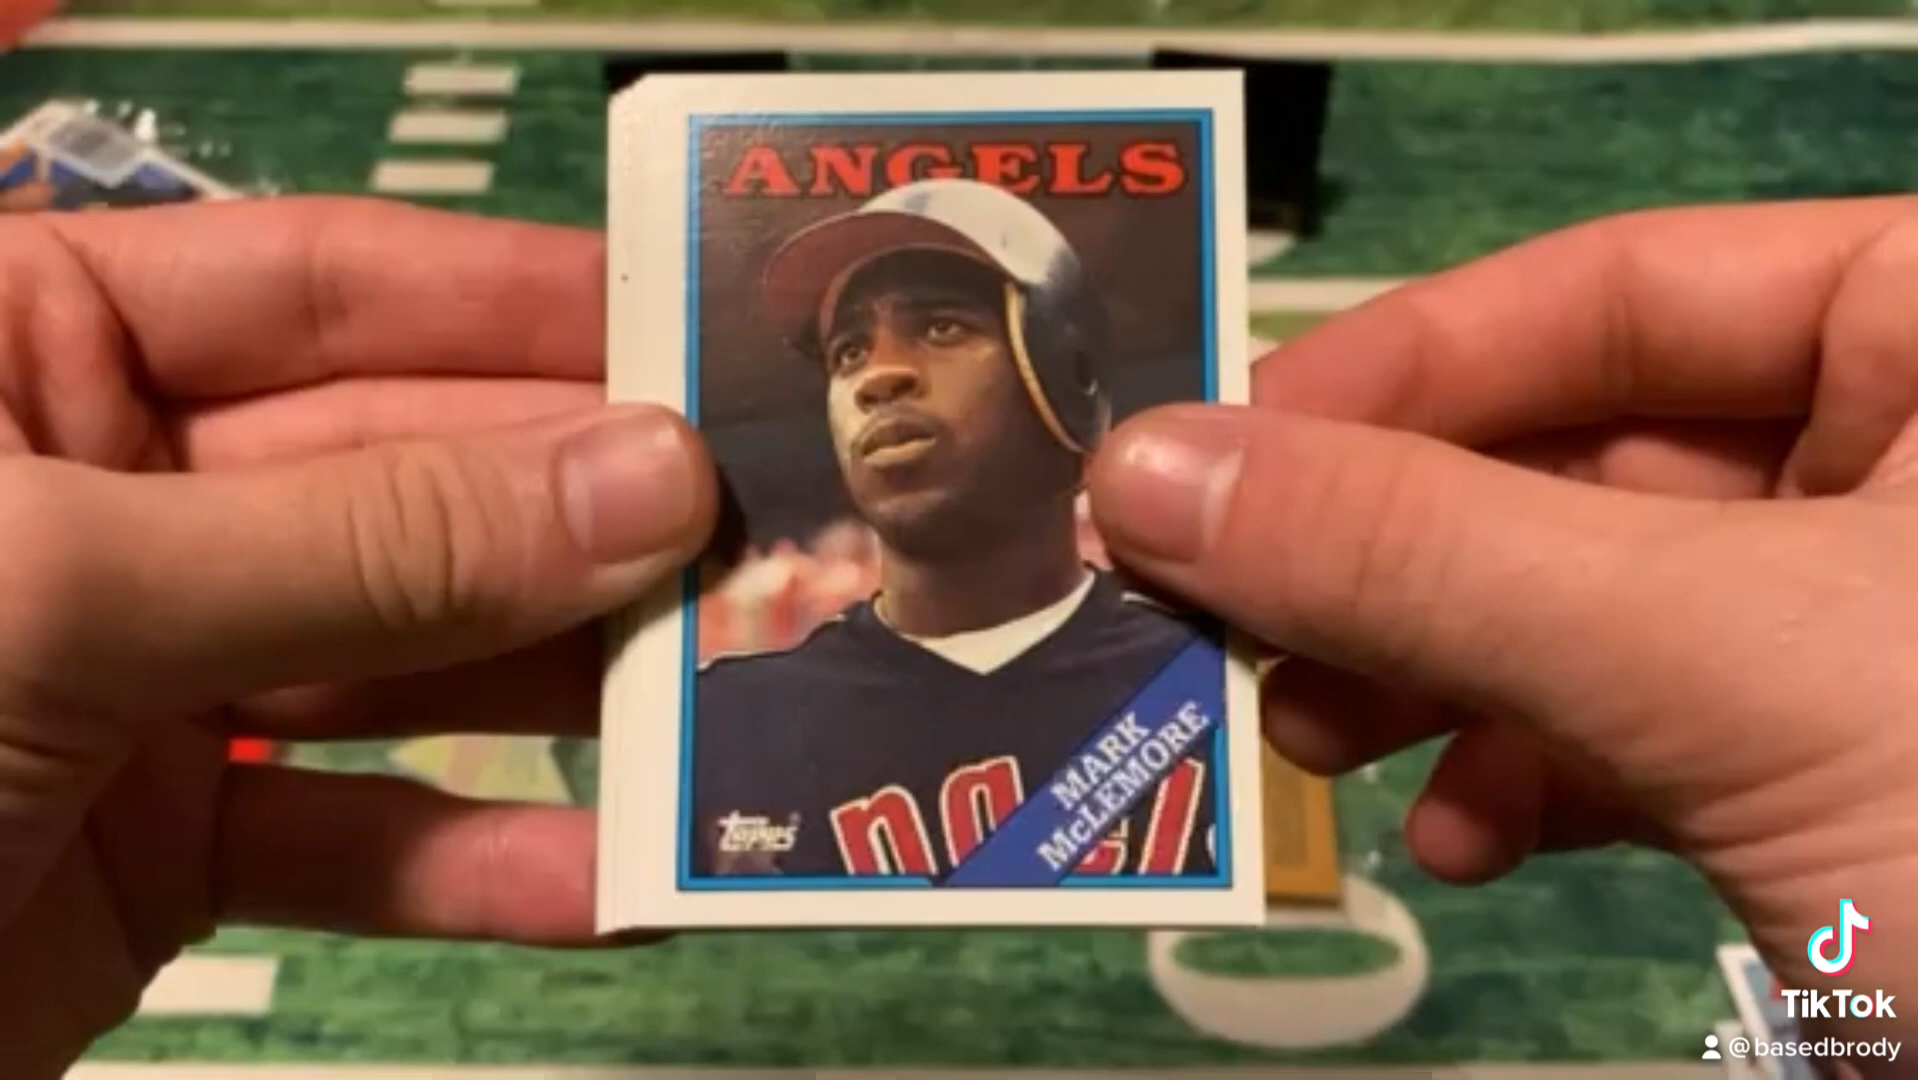 ANGELS
MARK
McLEMORE
Topps
TikTok
@basedbrody